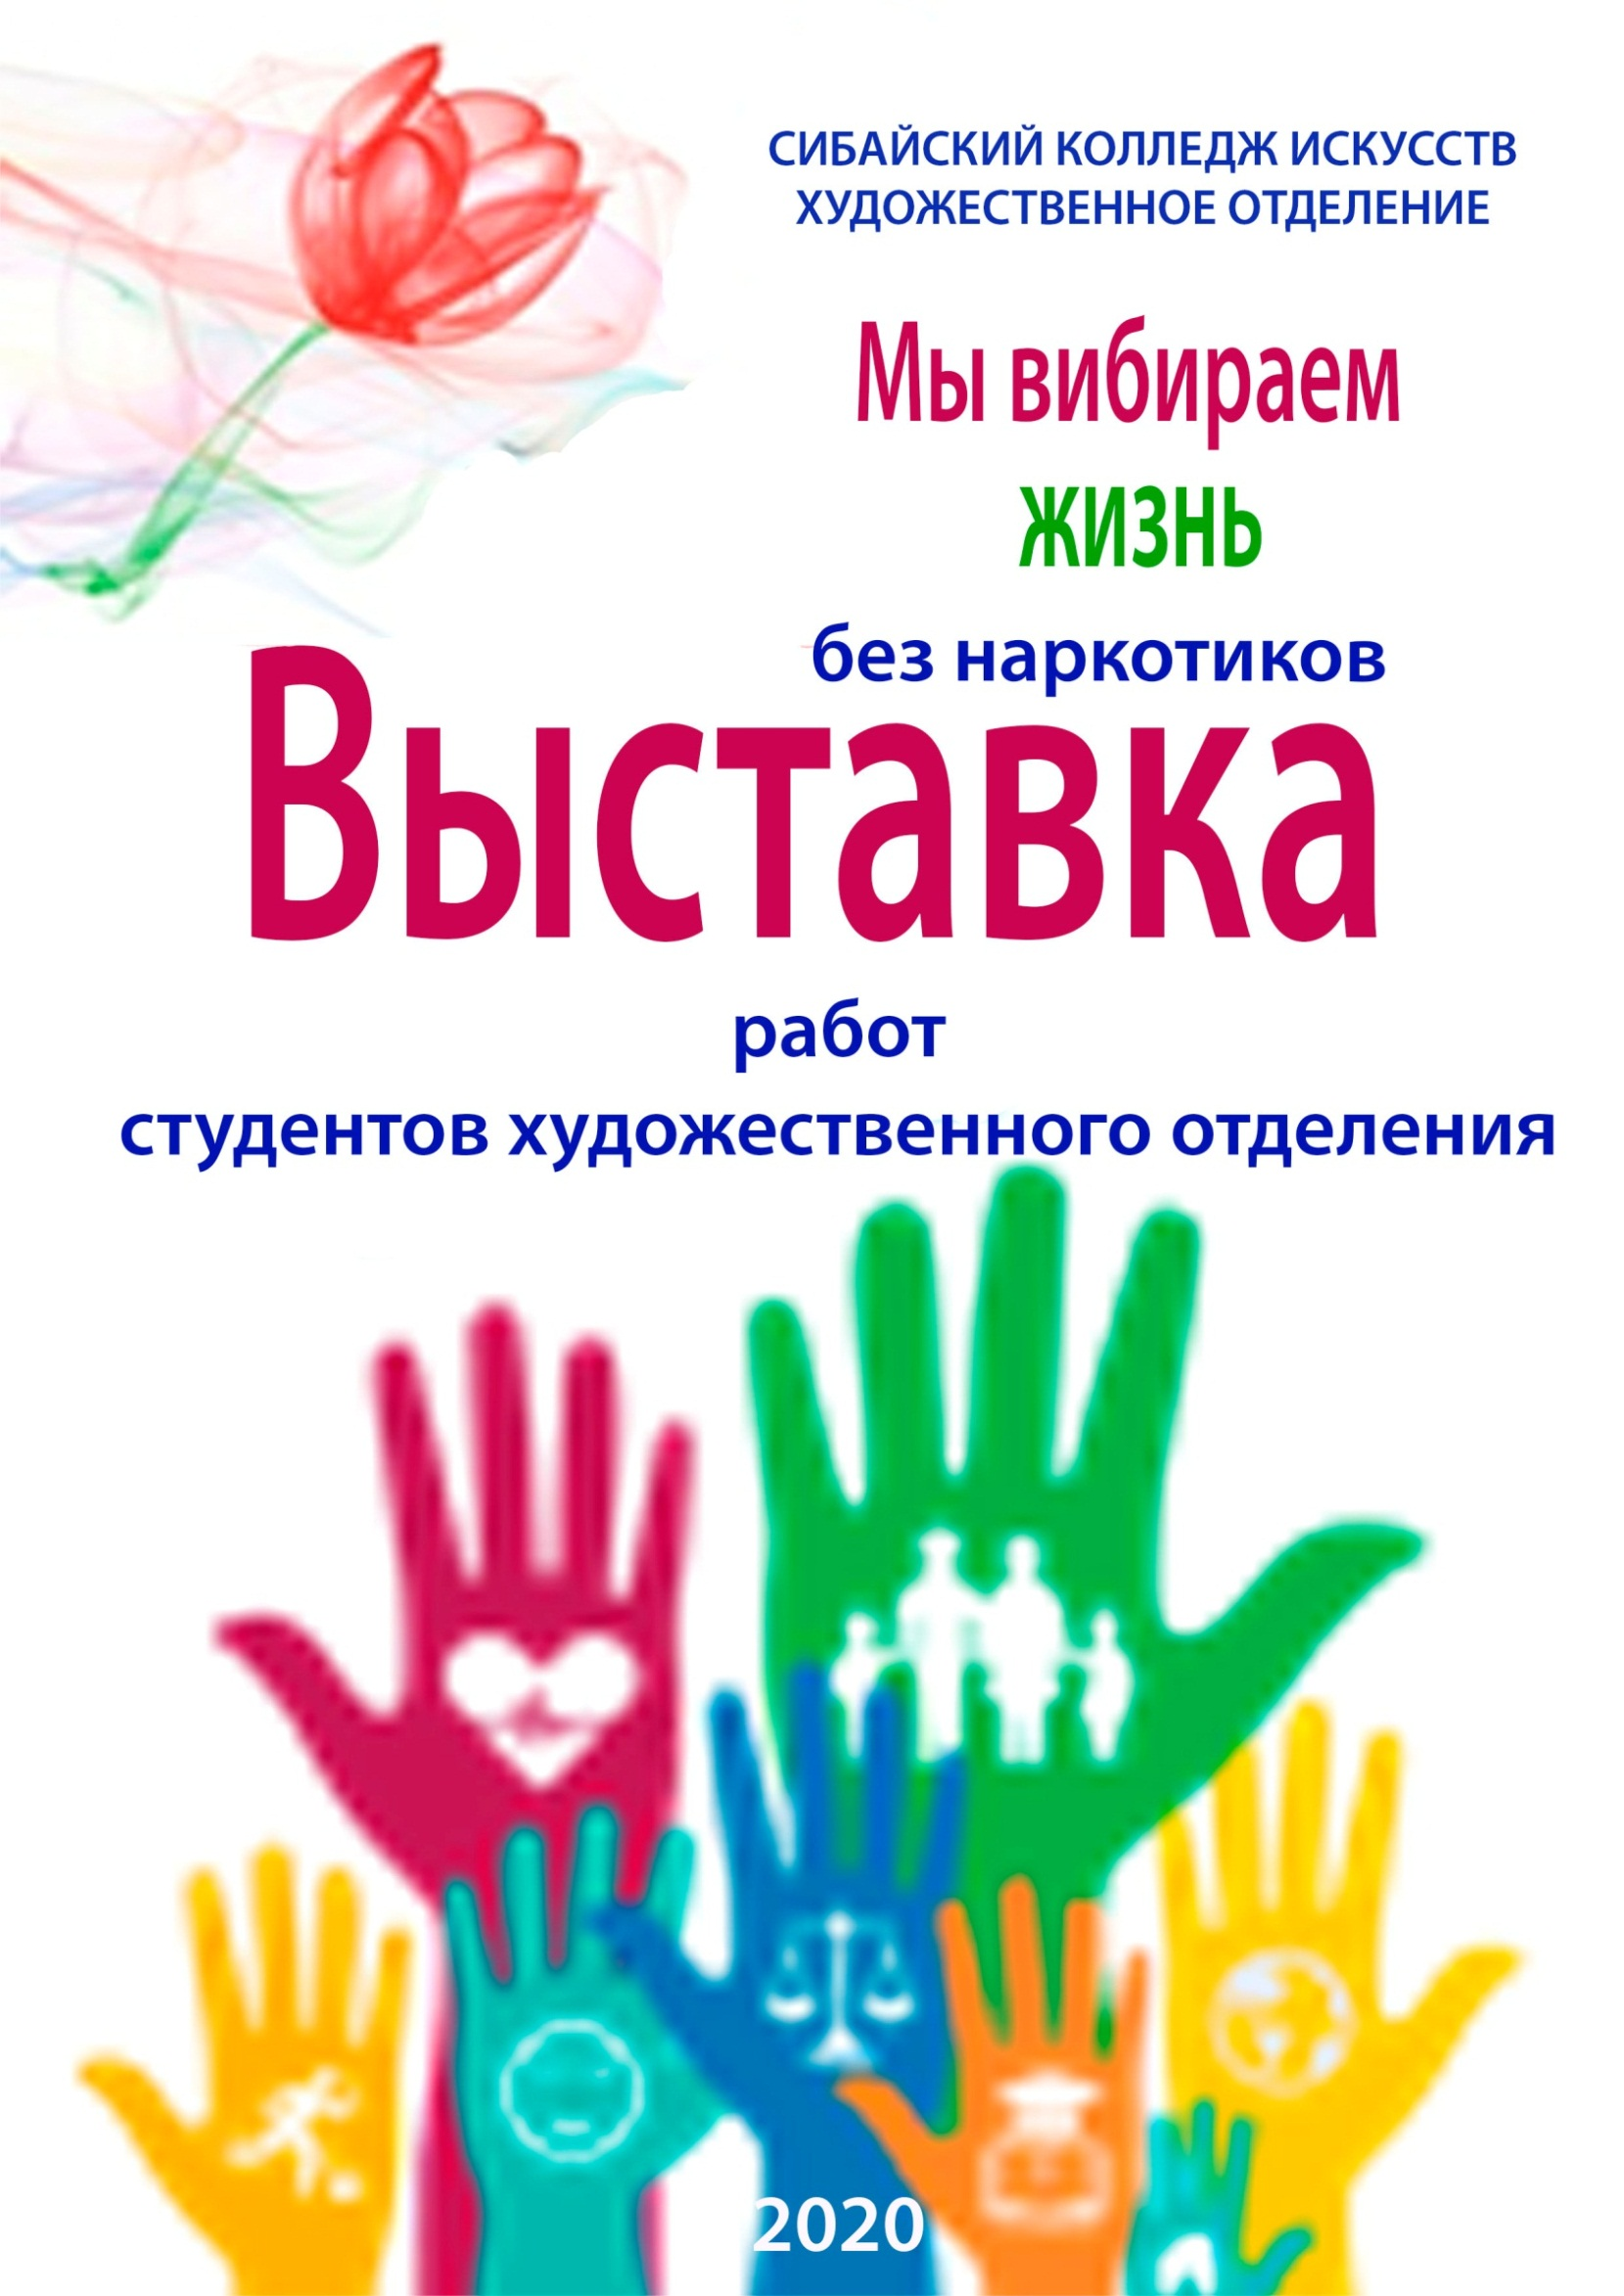 СИБАЙСКИЙ КОЛЛЕДЖ ИСКУССТВ
ХУДОЖЕСТВЕННОЕ ОТДЕЛЕНИЕ
Мы вибираем
жизнь
без наркотиков
Выставка
работ
студентов художественного отделения
2020